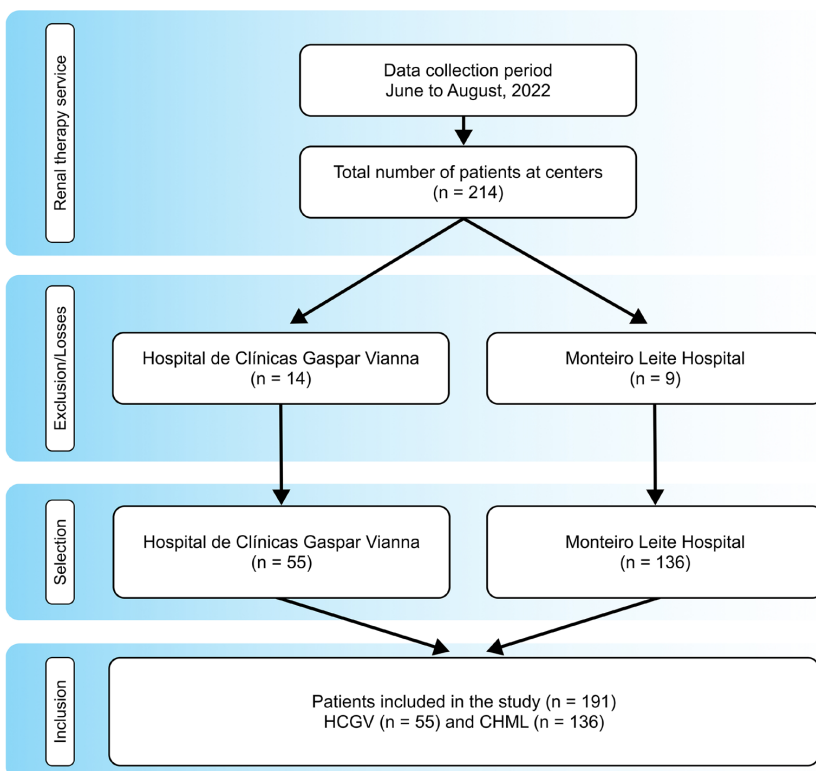 Renal therapy service
Data collection period
June to August, 2022
Total number of patients at centers
(n = 214)
Exclusion/Losses
Hospital de Clínicas Gaspar Vianna
(n = 14)
Monteiro Leite Hospital
(n = 9)
Selection
Hospital de Clínicas Gaspar Vianna
(n = 55)
Monteiro Leite Hospital
(n = 136)
Inclusion
Patients included in the study (n = 191)
HCGV (n = 55) and CHML (n = 136)